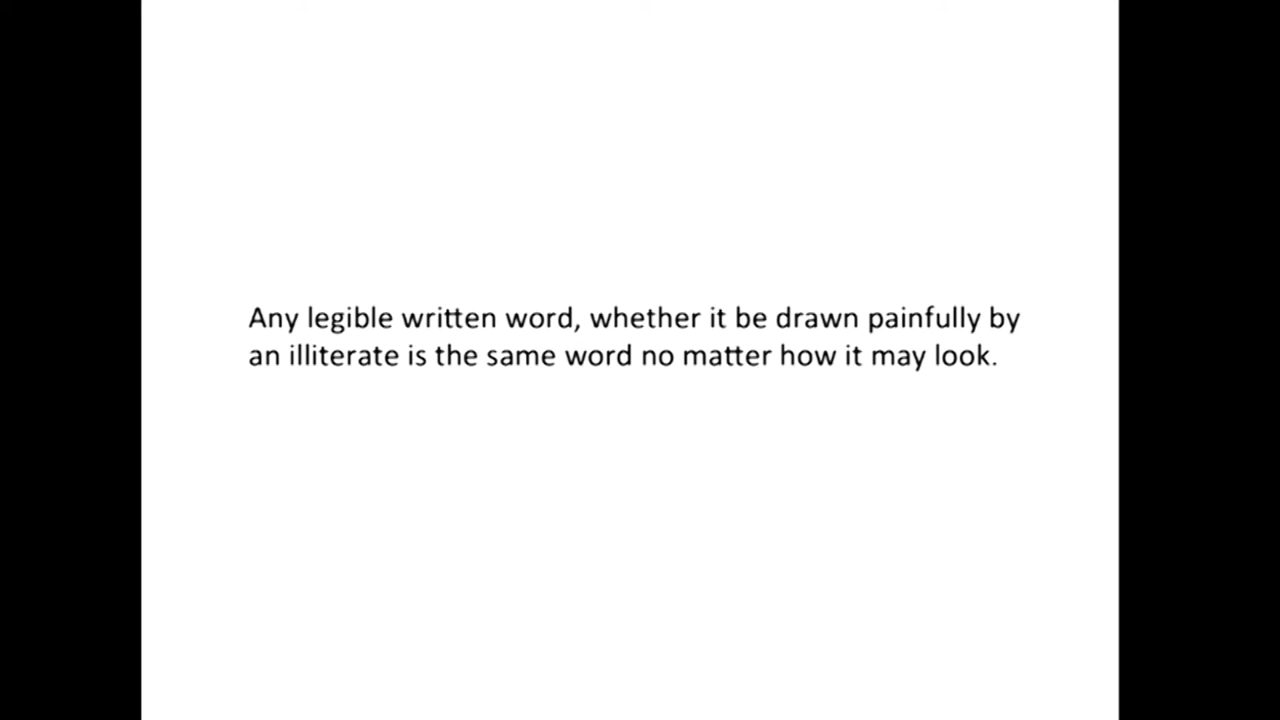 Any legible written word, whether it be drawn painfully by
an illiterate is the same word no matter how it may look.